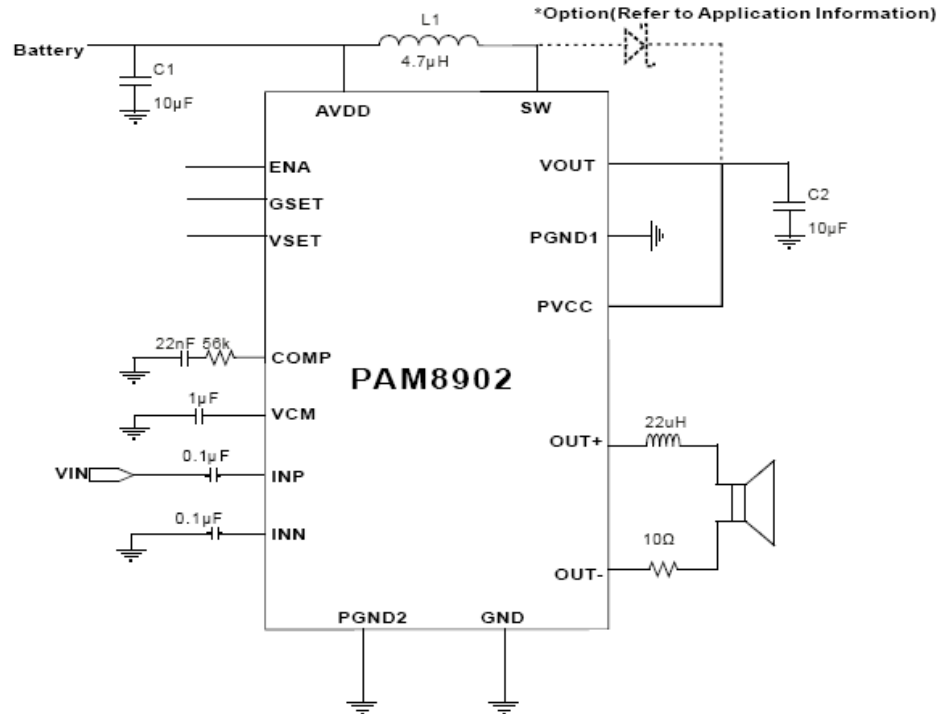 *Option(Refer to Application Information)
L1
Battery
4.7µH
C1
10µF
AVDD
SW
ENA
VOUT
GSET
C2
VSET
PGND1
10µF
PVCC
22nF 56k
COMP
PAM8902
1µF
VCM
22uH
OUT+
0.1µF
VIN
INP
0.1µF
INN
10Ω
OUT-
PGND2
GND